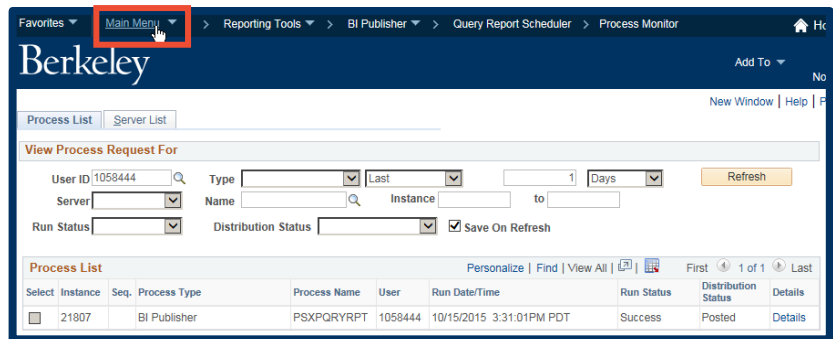 Favorites Main Menu > Reporting Tools > BI Publisher > Query Report Scheduler > Process Monitor
Berkeley
Add To
New Window | Help |
Process List Server List
View Process Request For
User ID 1058444 Type Last 1 Days Refresh
Server Name Instance to
Run Status Distribution Status Save On Refresh
Process List Personalize | Find | View All | | First 1 of 1 Last
Select Instance Seq. Process Type Process Name User Run Date/Time Run Status Distribution Status Details
21807 BI Publisher PSXPQRYRPT 1058444 10/15/2015 3:31:01PM PDT Success Posted Details